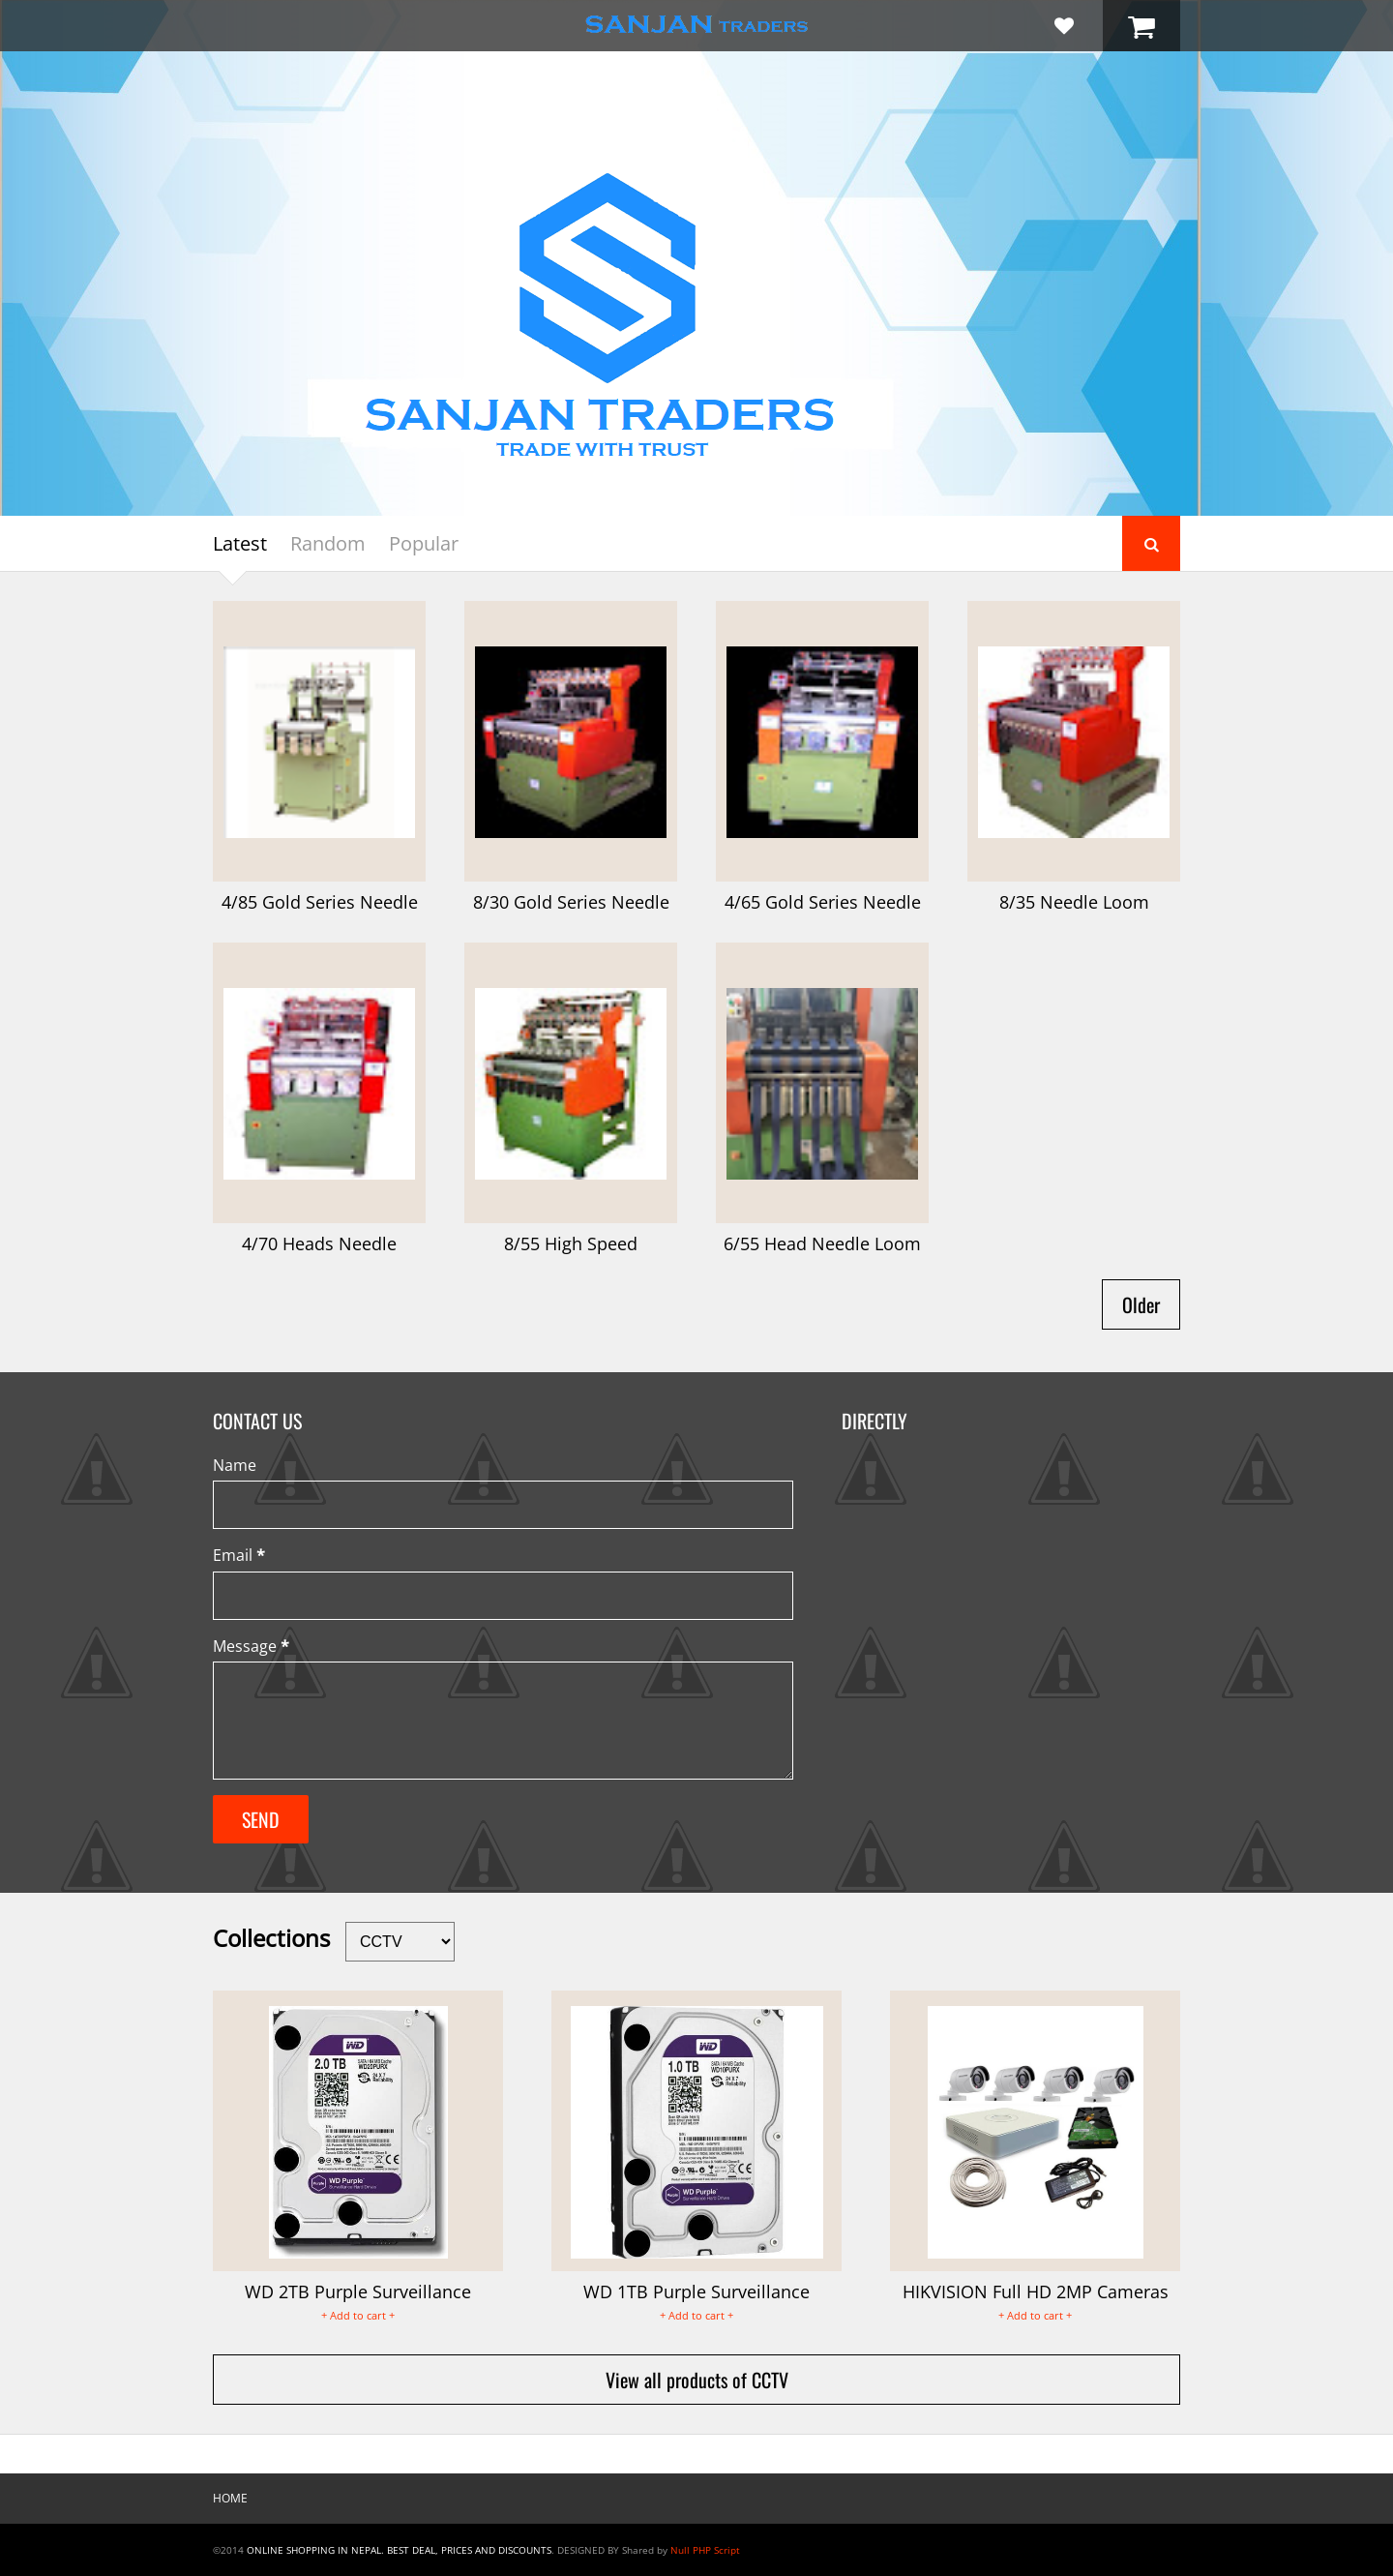 SANJAN TRADERS
SANJAN TRADERS
TRADE WITH TRUST
Latest Random Popular
4/85 Gold Series Needle
8/30 Gold Series Needle
4/65 Gold Series Needle
8/35 Needle Loom
4/70 Heads Needle
8/55 High Speed
6/55 Head Needle Loom
Older
CONTACT US
DIRECTLY
Name
Email *
Message *
SEND
Collections CCTV
WD
2.0 TB
WD Purple
WD
1.0 TB
WD Purple
WD 2TB Purple Surveillance
+ Add to cart +
WD 1TB Purple Surveillance
+ Add to cart +
HIKVISION Full HD 2MP Cameras
+ Add to cart +
View all products of CCTV
HOME
©2014 ONLINE SHOPPING IN NEPAL. BEST DEAL, PRICES AND DISCOUNTS. DESIGNED BY Shared by Null PHP Script